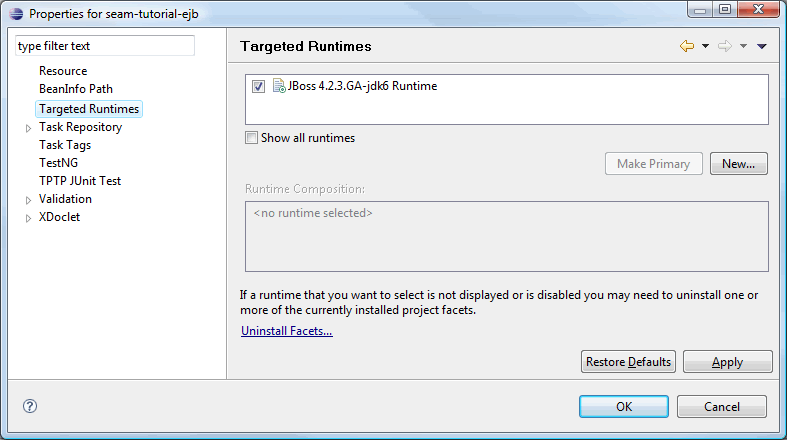 Properties for seam-tutorial-ejb
type filter text
Resource
BeanInfo Path
Targeted Runtimes
Task Repository
Task Tags
TestNG
TPTP JUnit Test
Validation
XDoclet
Targeted Runtimes
JBoss 4.2.3.GA-jdk6 Runtime
Show all runtimes
Make Primary
New...
Runtime Composition:
<no runtime selected>
If a runtime that you want to select is not displayed or is disabled you may need to uninstall one or
more of the currently installed project facets.
Uninstall Facets...
Restore Defaults
Apply
?
OK
Cancel